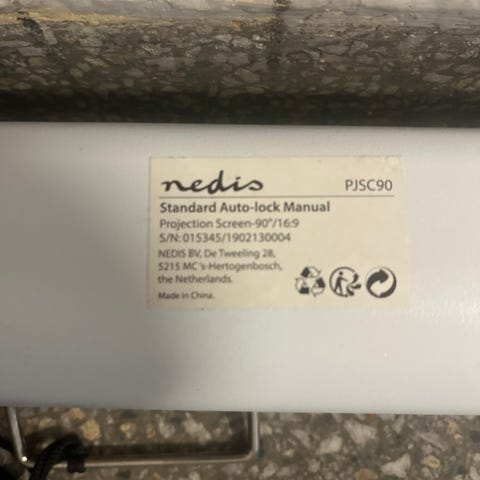 nedis
PJSC90
Standard Auto-lock Manual
Projection Screen-90"/16:9
S/N: 015345/1902130004
NEDIS BV, De Tweeling 28,
5215 MC 's-Hertogenbosch,
the Netherlands.
Made in China.